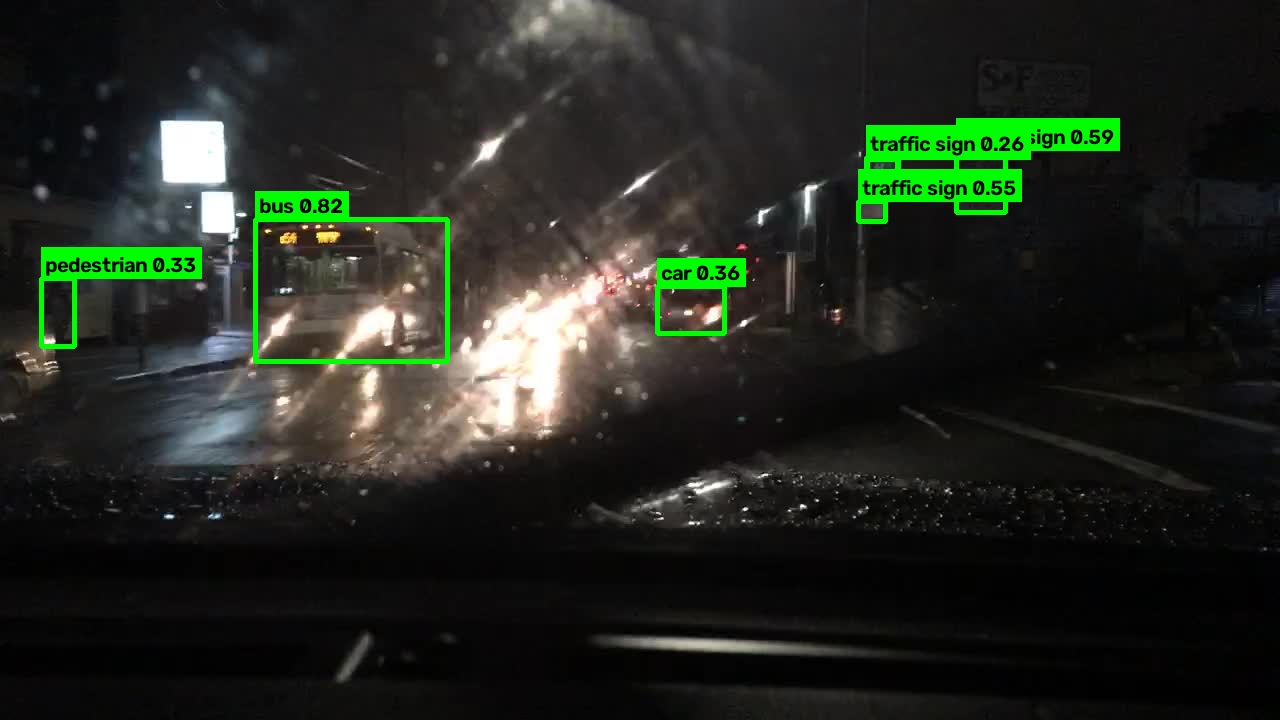 S&F
traffic sign 0.26
sign 0.59
traffic sign 0.55
bus 0.82
pedestrian 0.33
car 0.36